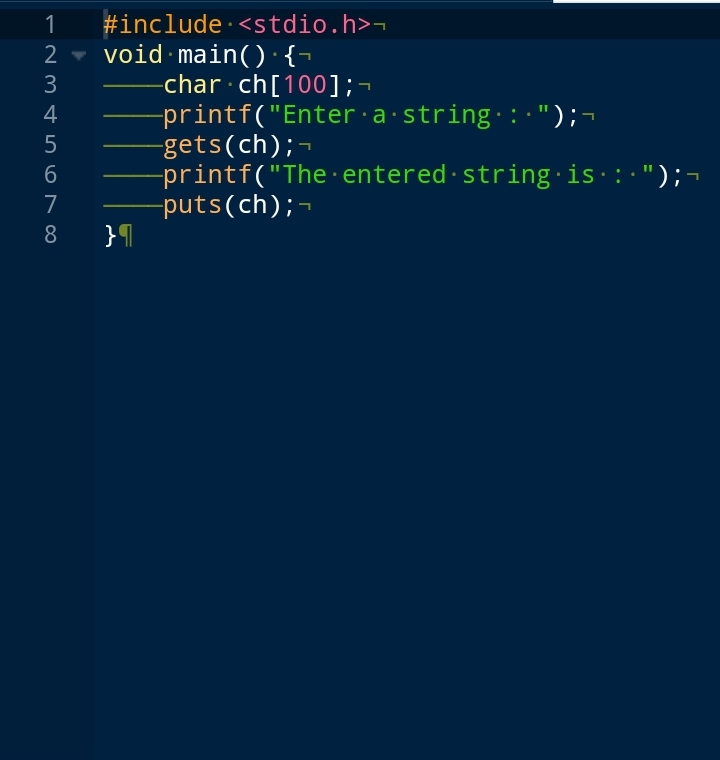 1 #include <stdio.h>
2 void main() {
3 char ch[100];
4 printf("Enter a string : ");
5 gets(ch);
6 printf("The entered string is : ");
7 puts(ch);
8 }